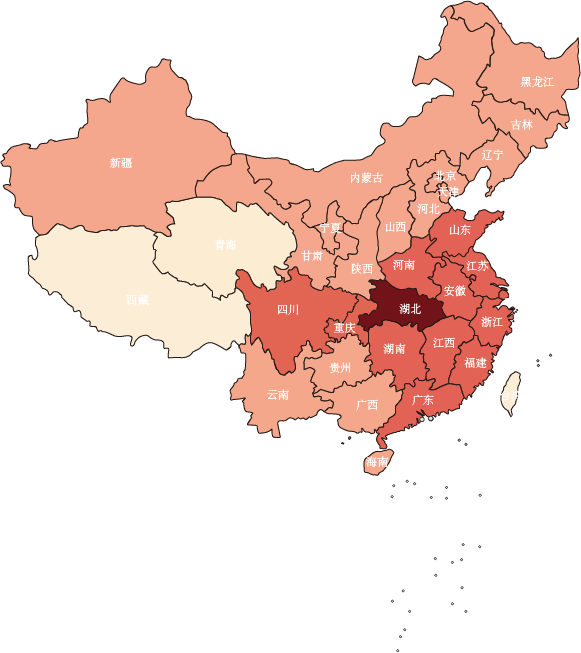 黑龙江
吉林
辽宁
新疆
内蒙古
北京
天津
河北
山西
山东
宁夏
青海
甘肃
陕西
河南
江苏
安徽
西藏
四川
湖北
重庆
浙江
湖南
江西
福建
贵州
云南
广西
广东
台湾
海南